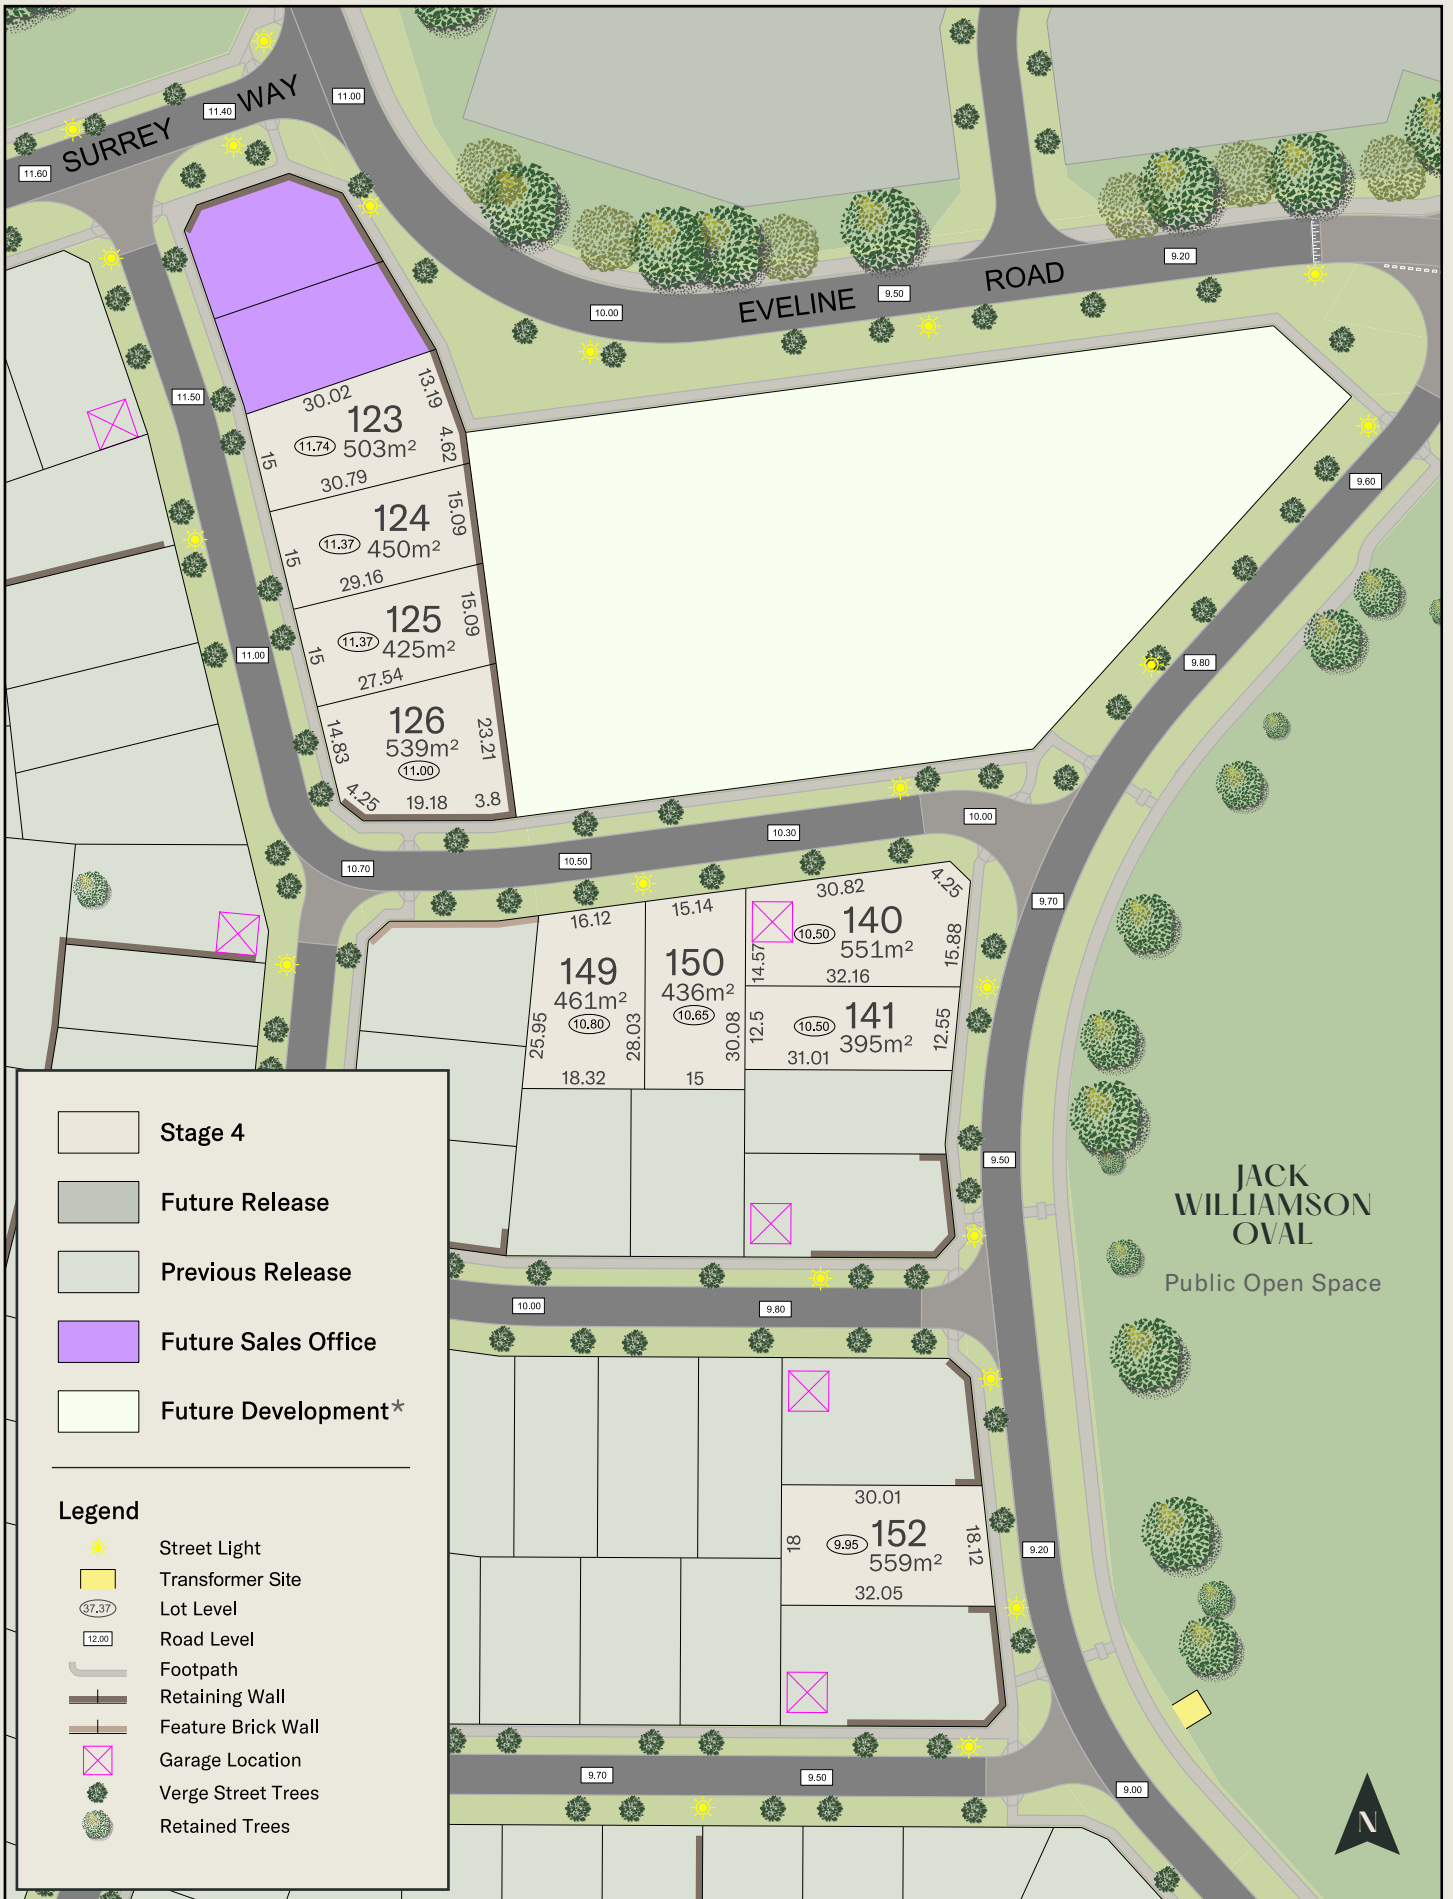 SURREY WAY
11.60
11.40
11.00
EVELINE ROAD
10.00
9.50
9.20
11.50
11.00
10.70
10.50
10.30
10.00
9.60
9.80
9.70
9.50
9.20
9.00
10.00
9.80
9.70
9.50
30.02
13.19
123
503m²
11.74
4.62
15
30.79
124
450m²
11.37
15.09
15
29.16
125
425m²
11.37
15.09
15
27.54
126
539m²
11.00
14.83
23.21
4.25
19.18
3.8
16.12
149
461m²
10.80
25.95
28.03
18.32
15.14
150
436m²
10.65
30.08
15
30.82
4.25
140
551m²
10.50
14.57
15.88
32.16
141
395m²
10.50
12.5
12.55
31.01
30.01
152
559m²
9.95
18
18.12
32.05
JACK
WILLIAMSON
OVAL
Public Open Space
Stage 4
Future Release
Previous Release
Future Sales Office
Future Development*
Legend
Street Light
Transformer Site
37.37 Lot Level
12.00 Road Level
Footpath
Retaining Wall
Feature Brick Wall
Garage Location
Verge Street Trees
Retained Trees
N